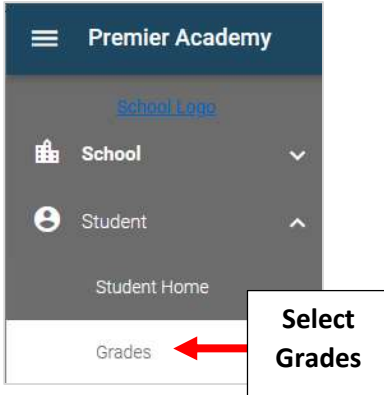 Premier Academy
School Logo
School
Student
Student Home
Grades
Select
Grades